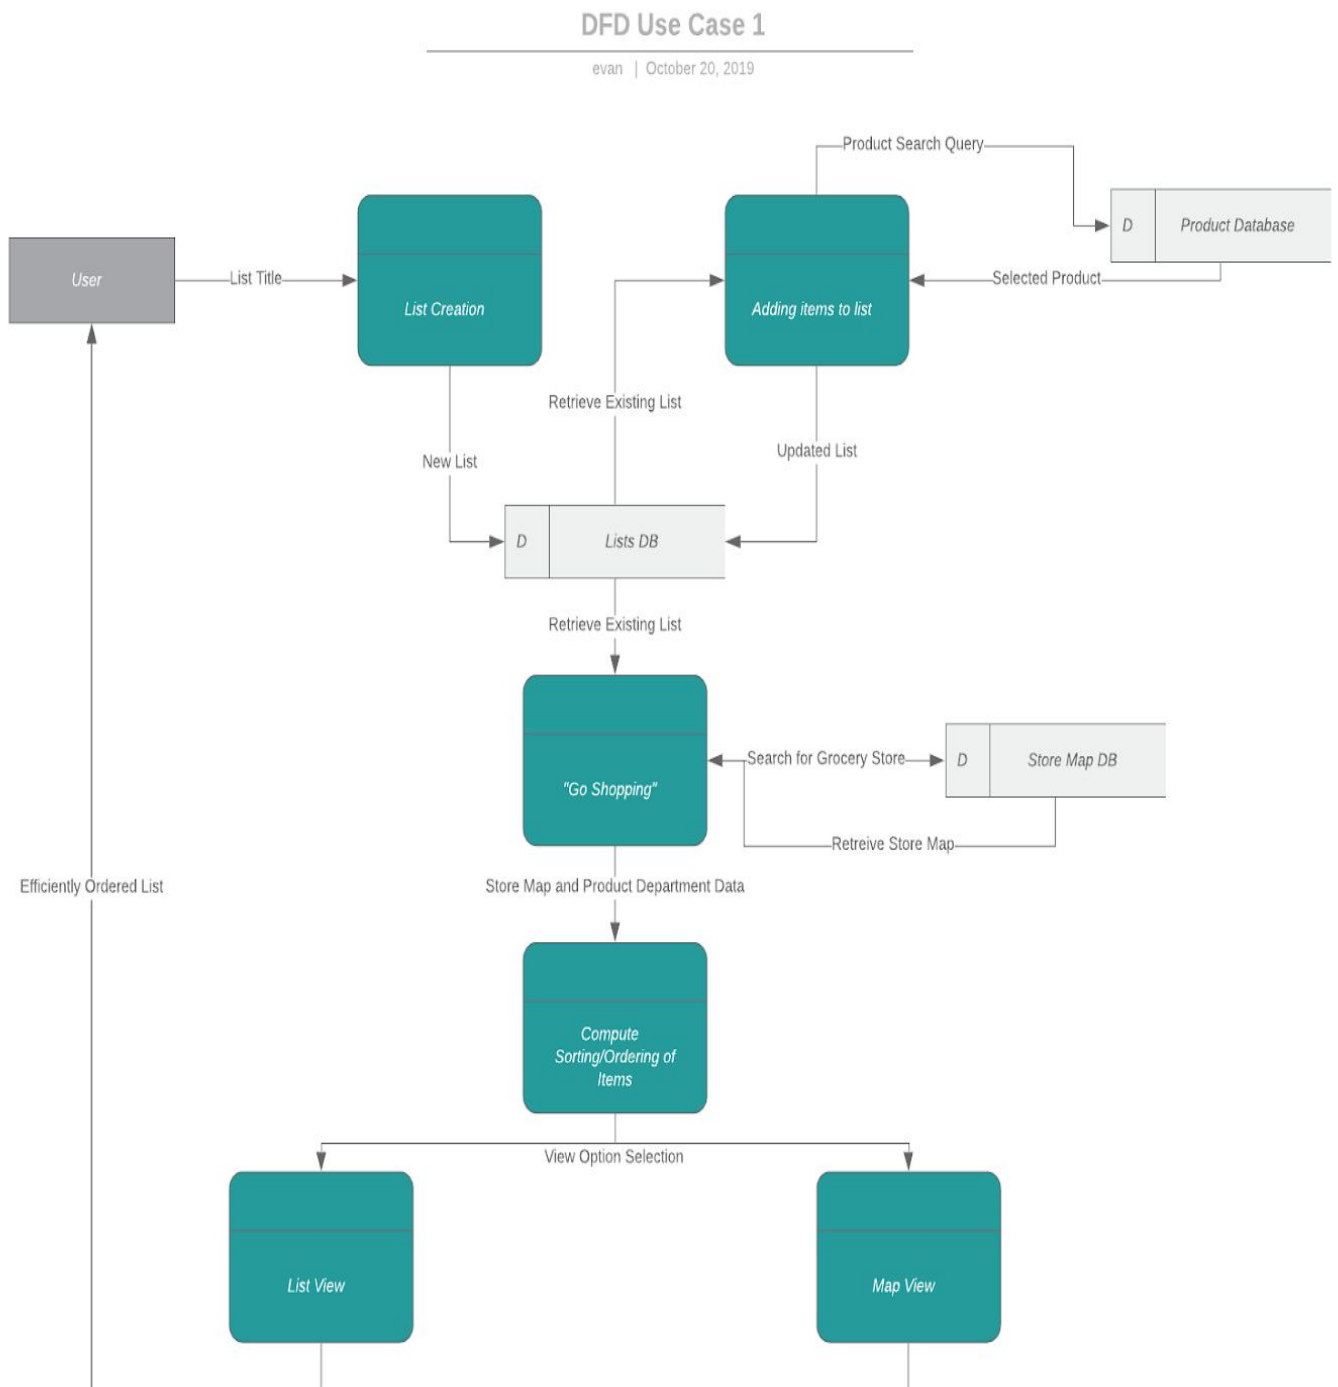 DFD Use Case 1
evan | October 20, 2019
Product Search Query
D
Product Database
User
List Title
List Creation
Adding items to list
Selected Product
Retrieve Existing List
Updated List
New List
D
Lists DB
Retrieve Existing List
"Go Shopping"
Search for Grocery Store
D
Store Map DB
Retreive Store Map
Efficiently Ordered List
Store Map and Product Department Data
Compute
Sorting/Ordering of
Items
View Option Selection
List View
Map View